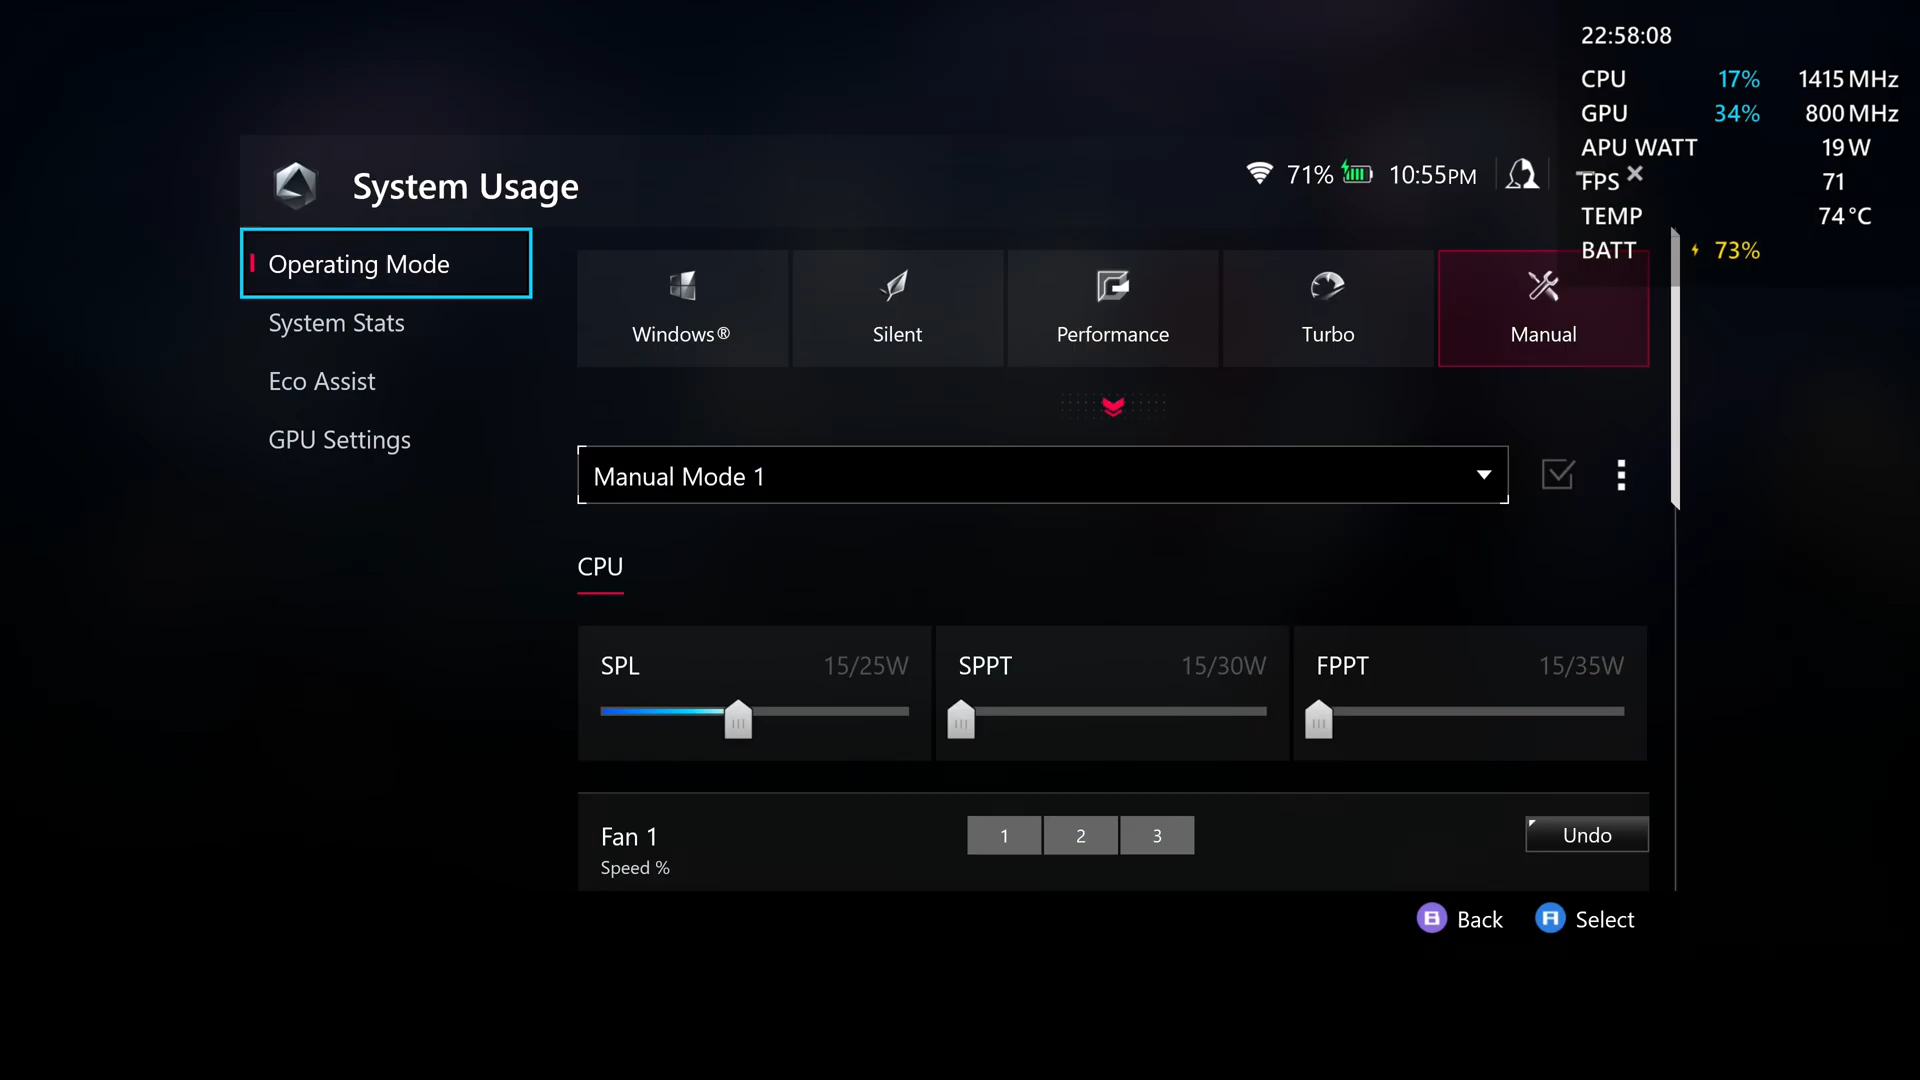 22:58:08
CPU 17% 1415 MHz
GPU 34% 800 MHz
APU WATT 19 W
FPS 71
TEMP 74 °C
BATT 73%
System Usage
71% 10:55PM
Operating Mode
System Stats
Eco Assist
GPU Settings
Windows®
Silent
Performance
Turbo
Manual
Manual Mode 1
CPU
SPL 15/25W
SPPT 15/30W
FPPT 15/35W
Fan 1
Speed %
1 2 3
Undo
B Back
A Select